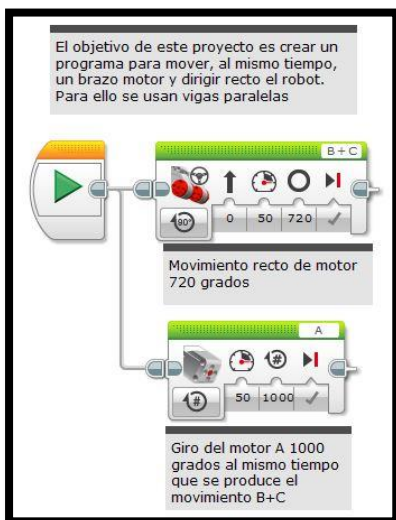 El objetivo de este proyecto es crear un
programa para mover, al mismo tiempo,
un brazo motor y dirigir recto el robot.
Para ello se usan vigas paralelas
B+C
90°
0 50 720
Movimiento recto de motor
720 grados
A
#
#
50 1000
Giro del motor A 1000
grados al mismo tiempo
que se produce el
movimiento B+C